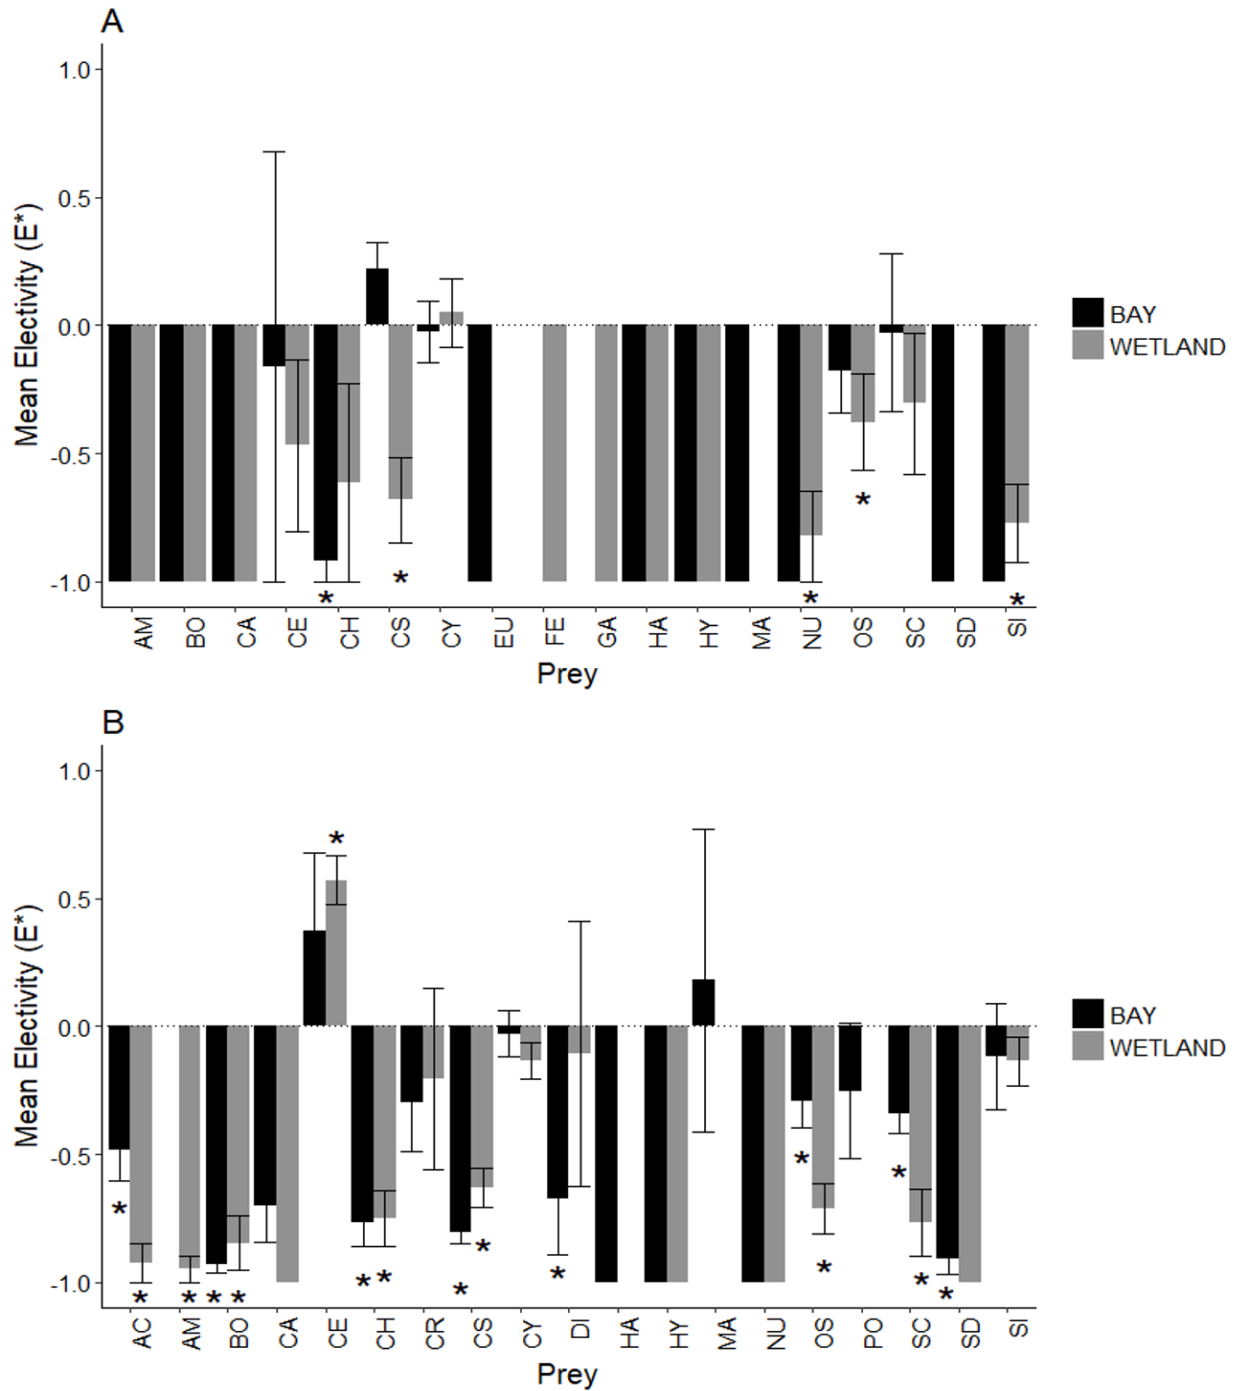 A
1.0
0.5
0.0
-0.5
-1.0
Mean Electivity (E*)
* * * * *
AM BO CA CE CH CS CY EU FE GA HA HY MA NU OS SC SD SI
Prey
BAY
WETLAND
B
1.0
0.5
0.0
-0.5
-1.0
Mean Electivity (E*)
* * * * * * * * * * * * * * * *
AC AM BO CA CE CH CR CS CY DI HA HY MA NU OS PO SC SD SI
Prey
BAY
WETLAND